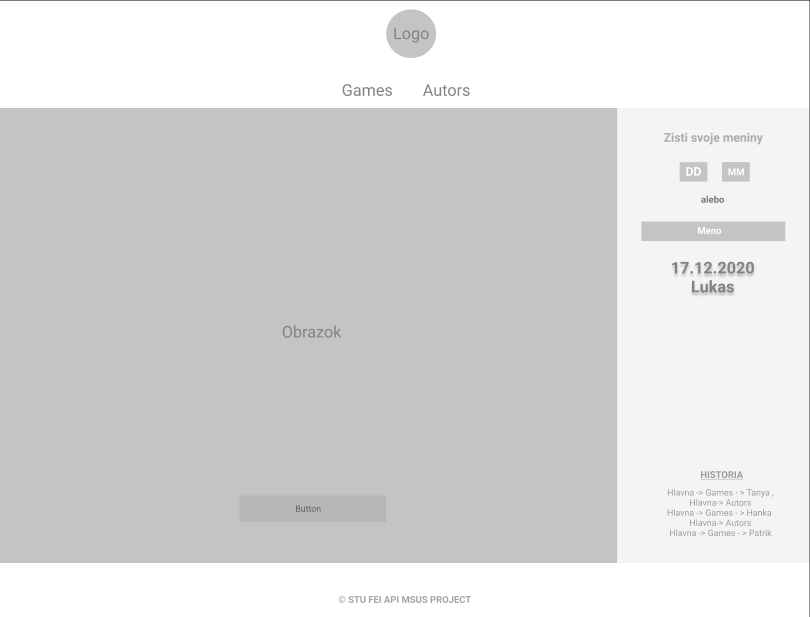 Logo
Games Autors
Zisti svoje meniny
DD MM
alebo
Meno
17.12.2020
Lukas
Obrazok
HISTORIA
Hlavna -> Games - > Tanya ,
Hlavna-> Autors
Hlavna -> Games - > Hanka
Hlavna-> Autors
Hlavna -> Games - > Patrik
Button
© STU FEI API MSUS PROJECT